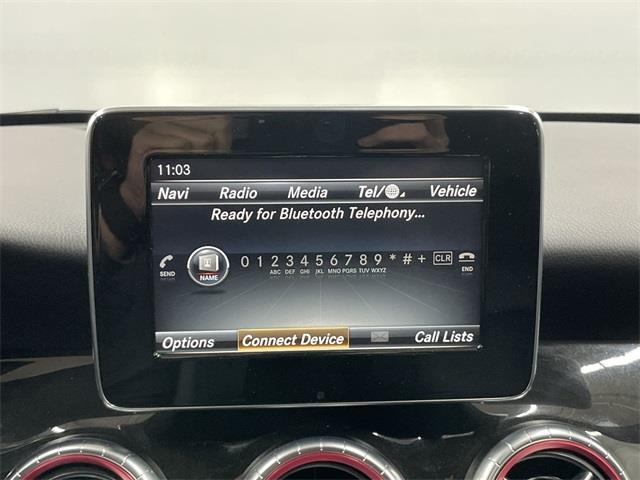 11:03
Navi Radio Media Tel/ Vehicle
Ready for Bluetooth Telephony...
SEND NAME 0 1 2 3 4 5 6 7 8 9 * # + CLR END
ABC DEF GHI JKL MNO PQRS TUV WXYZ
Options Connect Device Call Lists